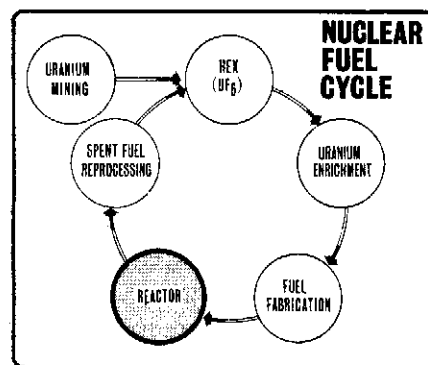 NUCLEAR
FUEL
CYCLE
URANIUM
MINING
HEX
(UF6)
SPENT FUEL
REPROCESSING
URANIUM
ENRICHMENT
REACTOR
FUEL
FABRICATION